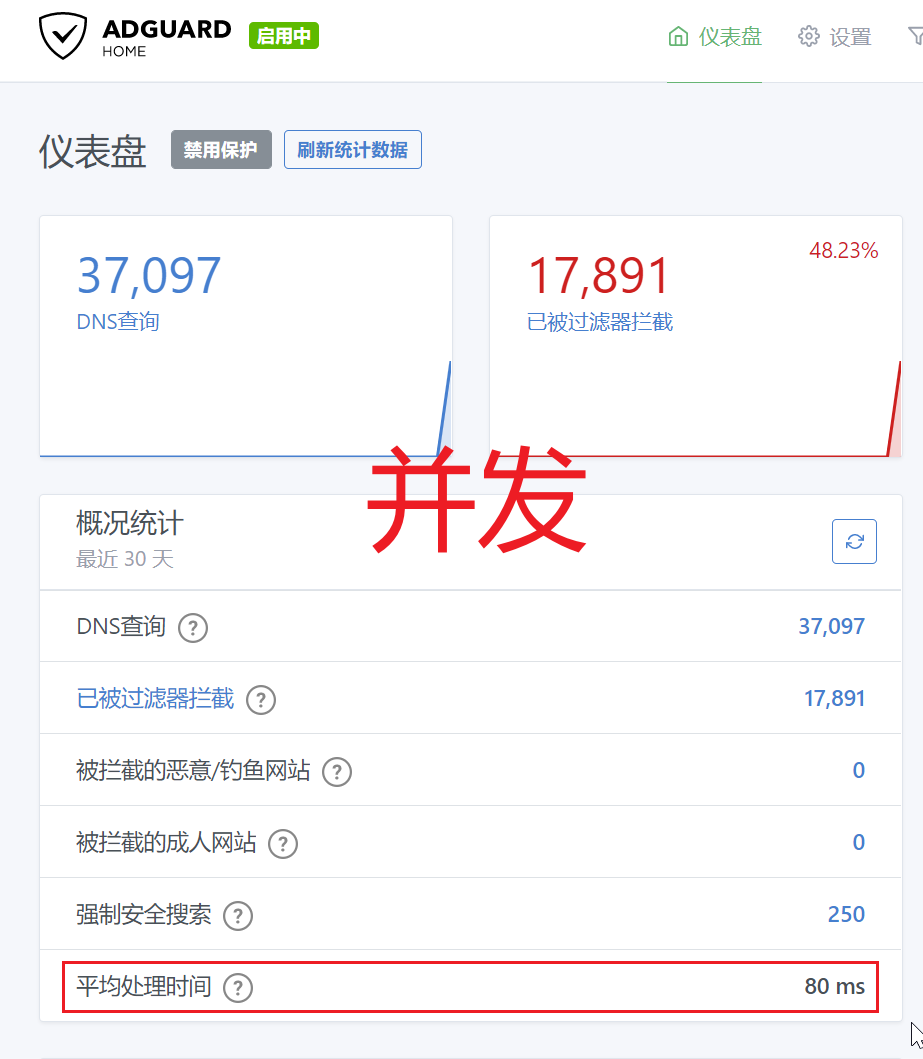 ADGUARD
HOME
启用中
仪表盘
设置
仪表盘
禁用保护
刷新统计数据
37,097
DNS查询
17,891
48.23%
已被过滤器拦截
并发
概况统计
最近 30 天
DNS查询 ?
37,097
已被过滤器拦截 ?
17,891
被拦截的恶意/钓鱼网站 ?
0
被拦截的成人网站 ?
0
强制安全搜索 ?
250
平均处理时间 ?
80 ms